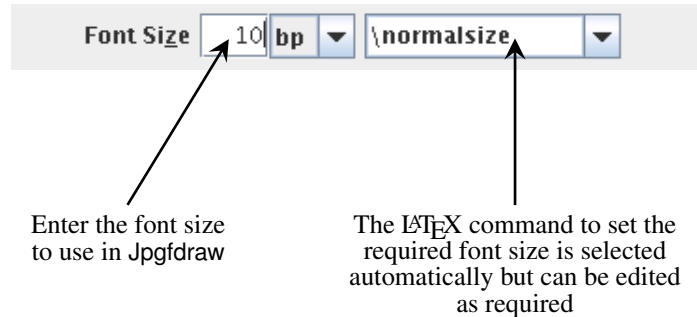 Font Size 10 bp \normalsize
Enter the font size
to use in Jpgfdraw
The LATEX command to set the
required font size is selected
automatically but can be edited
as required